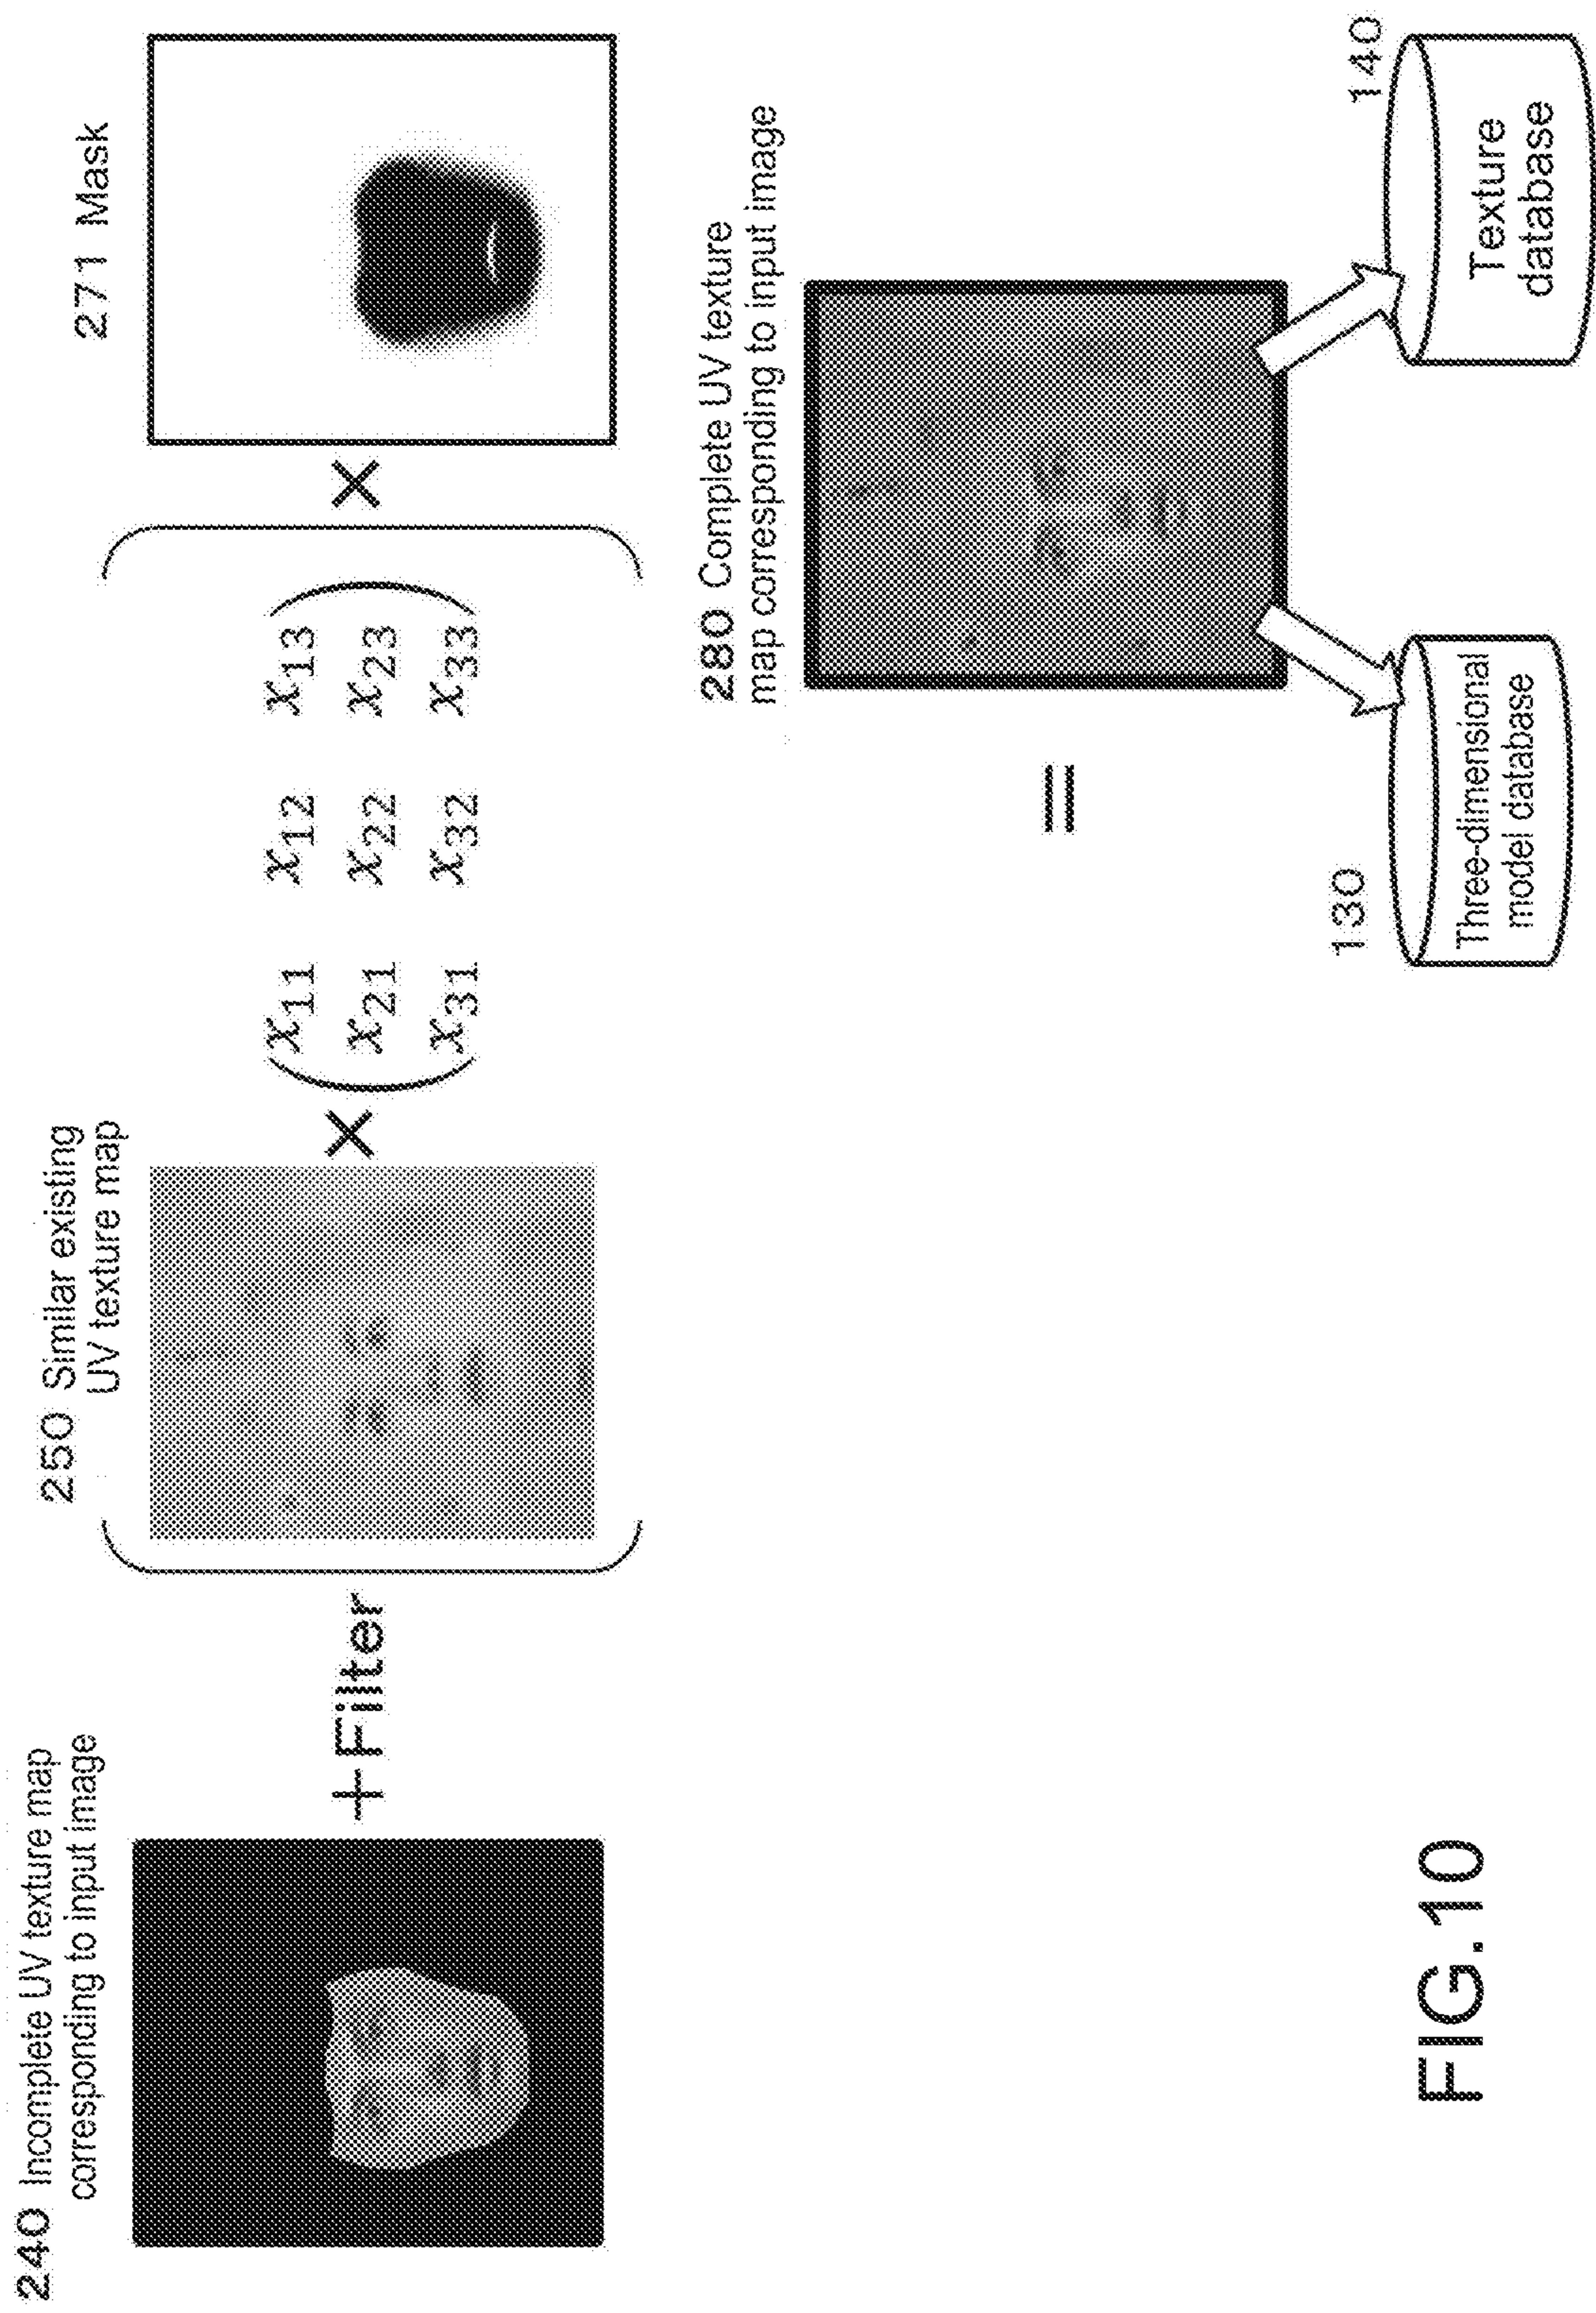 240 Incomplete UV texture map
corresponding to input image
+Filter
250 Similar existing
UV texture map
×
x11 x12 x13
x21 x22 x23
x31 x32 x33
×
271 Mask
=
280 Complete UV texture
map corresponding to input image
130
Three-dimensional
model database
140
Texture
database
FIG.10